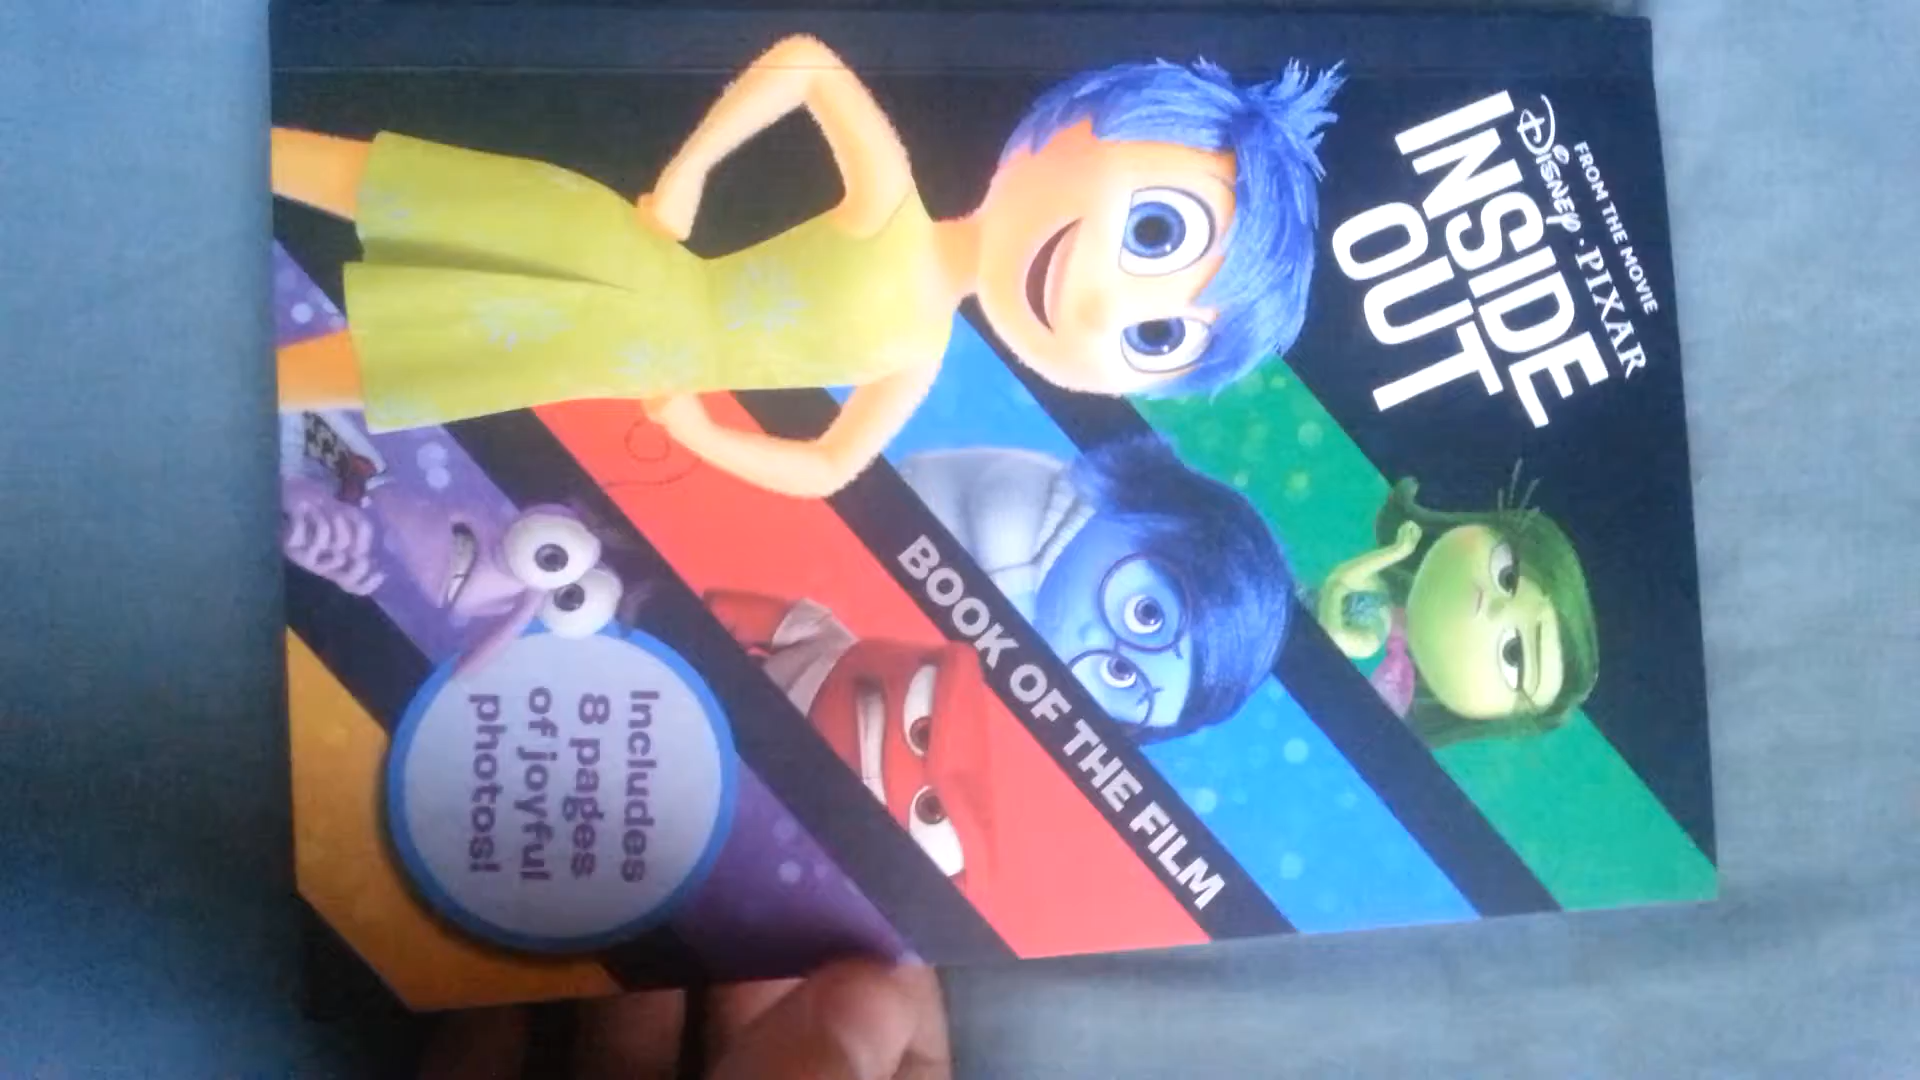 FROM THE MOVIE
DISNEY · PIXAR
INSIDE
OUT
BOOK OF THE FILM
Includes
8 pages
of joyful
photos!